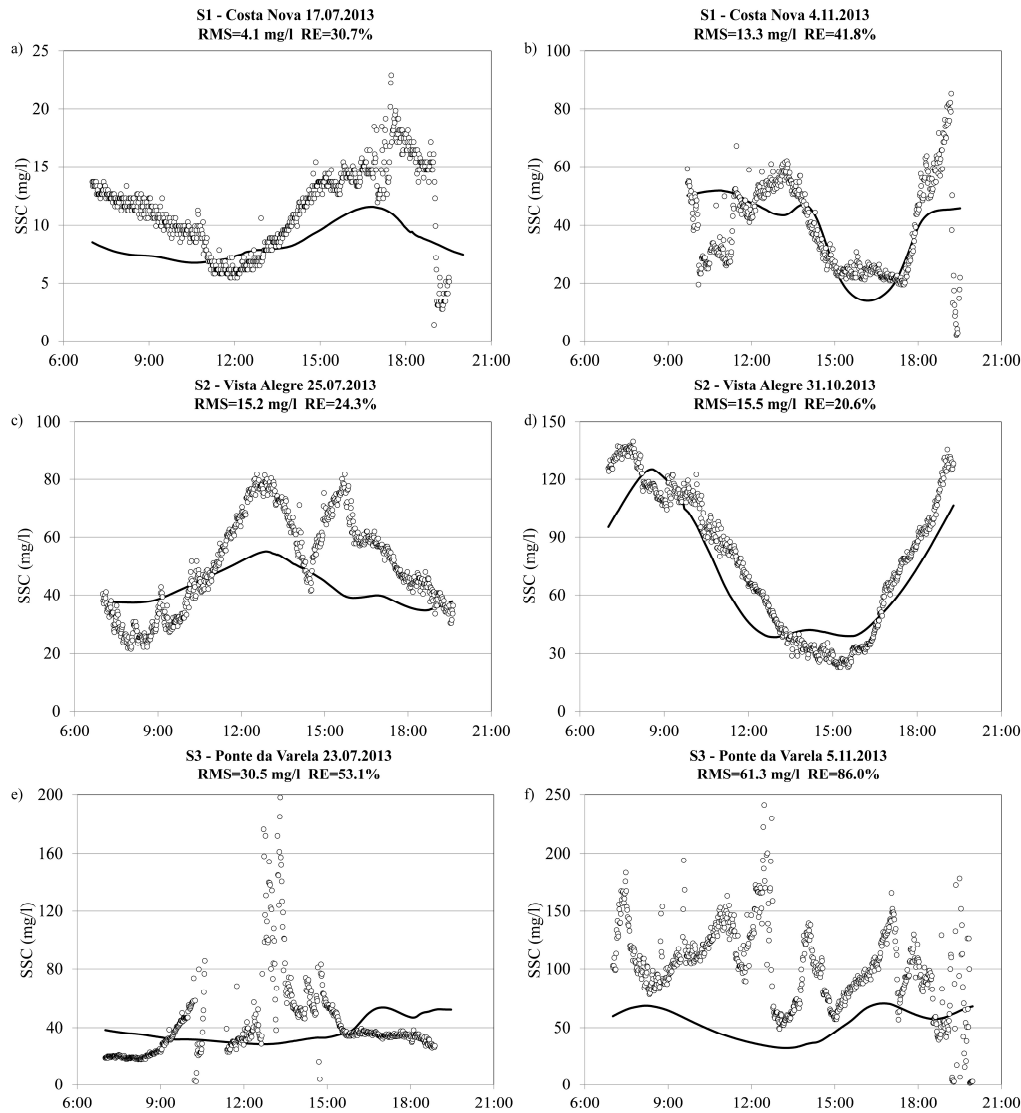 S1 - Costa Nova 17.07.2013
RMS=4.1 mg/l RE=30.7%
a)
SSC (mg/l)
25
20
15
10
5
0
6:00 9:00 12:00 15:00 18:00 21:00
S1 - Costa Nova 4.11.2013
RMS=13.3 mg/l RE=41.8%
b)
SSC (mg/l)
100
80
60
40
20
0
6:00 9:00 12:00 15:00 18:00 21:00
S2 - Vista Alegre 25.07.2013
RMS=15.2 mg/l RE=24.3%
c)
SSC (mg/l)
100
80
60
40
20
0
6:00 9:00 12:00 15:00 18:00 21:00
S2 - Vista Alegre 31.10.2013
RMS=15.5 mg/l RE=20.6%
d)
SSC (mg/l)
150
120
90
60
30
0
6:00 9:00 12:00 15:00 18:00 21:00
S3 - Ponte da Varela 23.07.2013
RMS=30.5 mg/l RE=53.1%
e)
SSC (mg/l)
200
160
120
80
40
0
6:00 9:00 12:00 15:00 18:00 21:00
S3 - Ponte da Varela 5.11.2013
RMS=61.3 mg/l RE=86.0%
f)
SSC (mg/l)
250
200
150
100
50
0
6:00 9:00 12:00 15:00 18:00 21:00